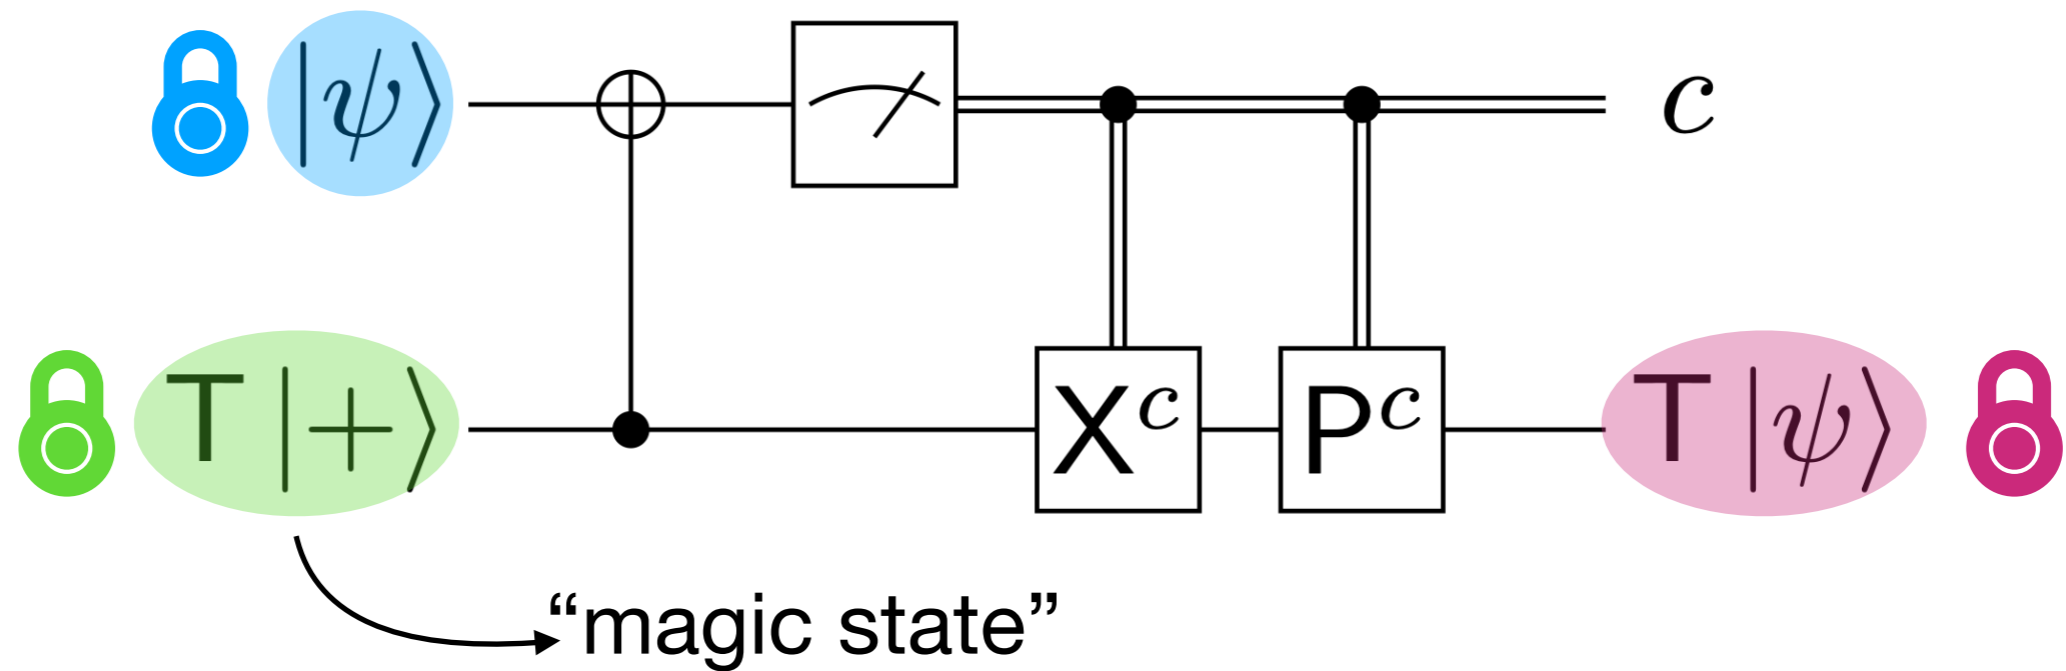 |ψ⟩
c
T |+⟩
X^c
P^c
T |ψ⟩
“magic state”